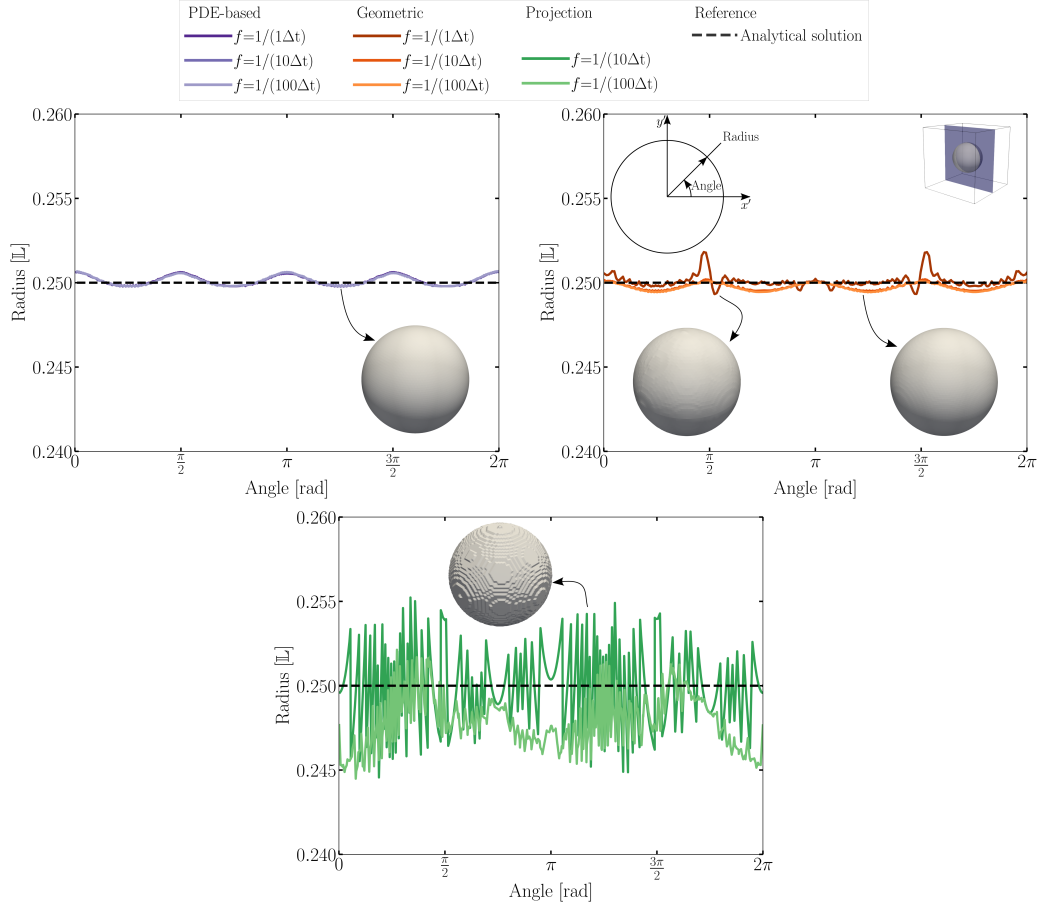 PDE-based Geometric Projection Reference
f=1/(1Δt) f=1/(1Δt) Analytical solution
f=1/(10Δt) f=1/(10Δt) f=1/(10Δt)
f=1/(100Δt) f=1/(100Δt) f=1/(100Δt)
0.260
0.255
0.250
0.245
0.240
Radius [𝕃]
0 π/2 π 3π/2 2π
Angle [rad]
0.260
0.255
0.250
0.245
0.240
Radius [𝕃]
y′
Radius
Angle
x′
0 π/2 π 3π/2 2π
Angle [rad]
0.260
0.255
0.250
0.245
0.240
Radius [𝕃]
0 π/2 π 3π/2 2π
Angle [rad]